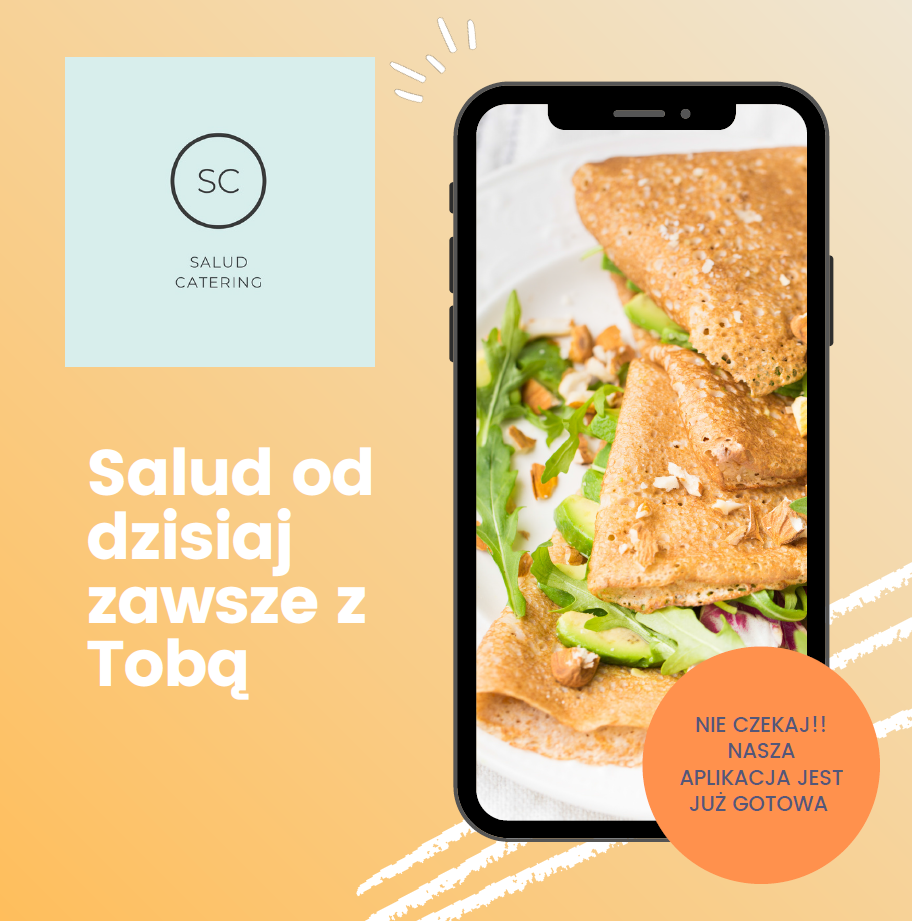 SC
SALUD
CATERING
Salud od
dzisiaj
zawsze z
Tobą
NIE CZEKAJ!!
NASZA
APLIKACJA JEST
JUŻ GOTOWA